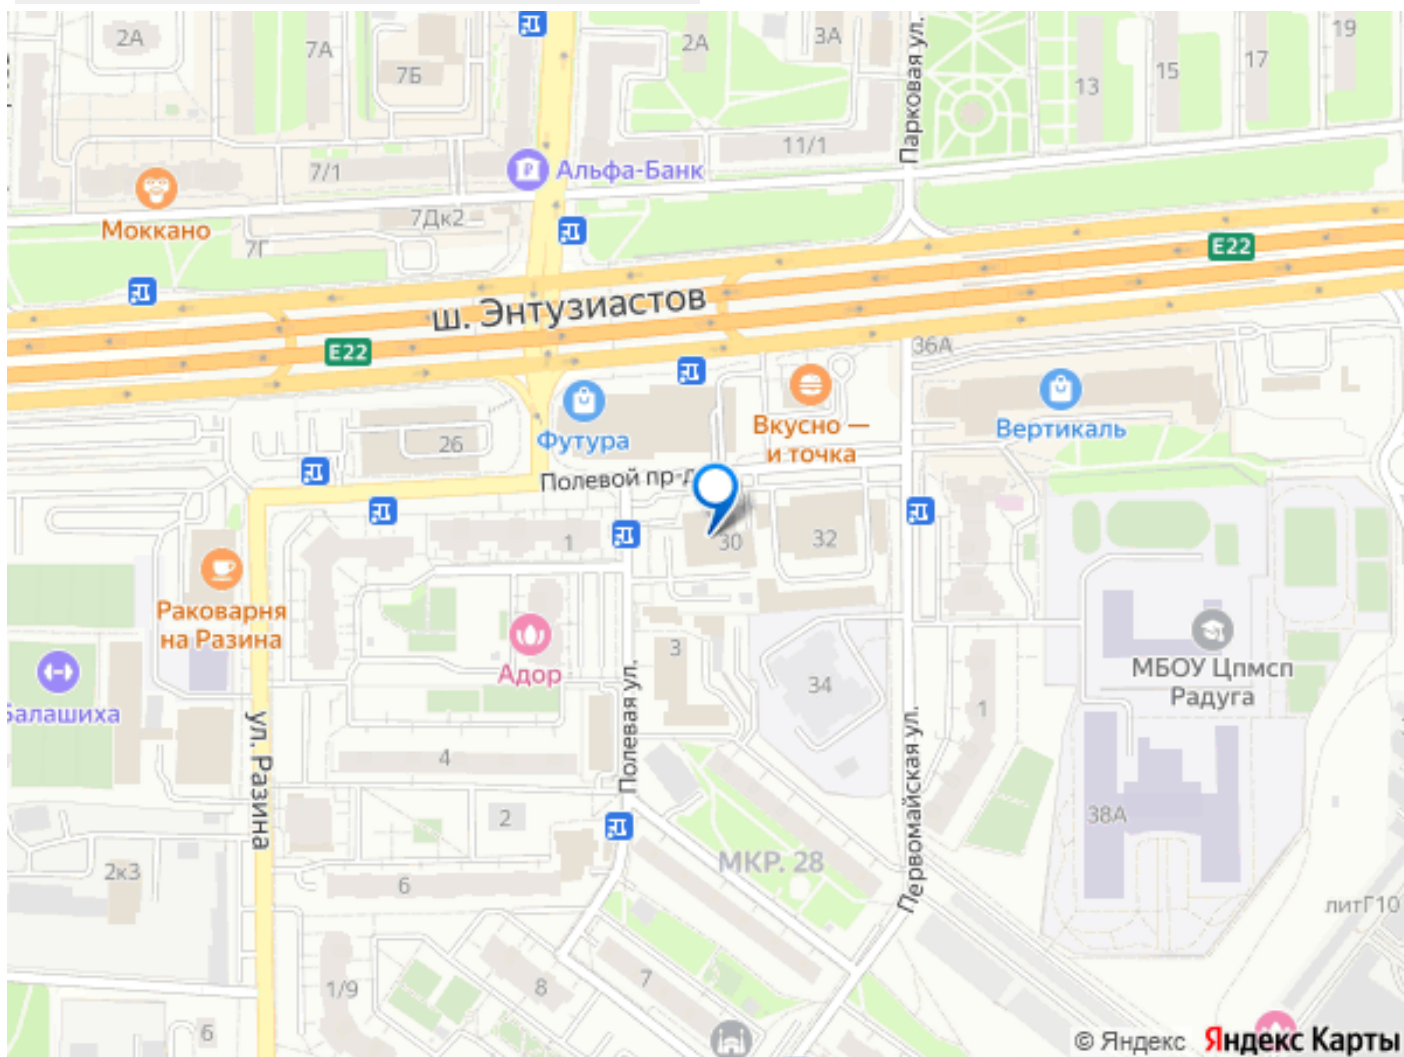 2А
7А
7Б
2А
3А
Парковая ул.
13
15
17
19
11/1
7/1
Альфа-Банк
Моккано
7Дк2
7Г
E22
ш. Энтузиастов
E22
36А
Футура
26
Вкусно —
и точка
Вертикаль
Полевой пр-д
1
30
32
Раковарня
на Разина
Адор
3
34
МБОУ Цпмсп
Радуга
Балашиха
ул. Разина
Полевая ул.
Первомайская ул.
1
4
2
38А
МКР. 28
2к3
6
литГ10
1/9
8
7
6
© Яндекс Яндекс Карты